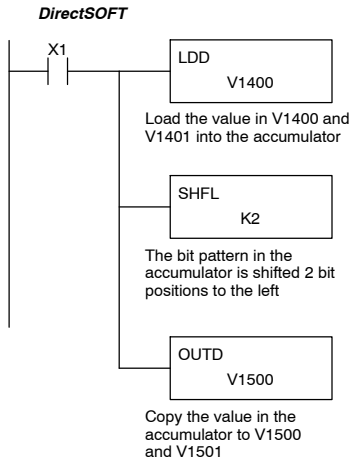 DirectSOFT
X1
LDD
V1400
Load the value in V1400 and
V1401 into the accumulator
SHFL
K2
The bit pattern in the
accumulator is shifted 2 bit
positions to the left
OUTD
V1500
Copy the value in the
accumulator to V1500
and V1501